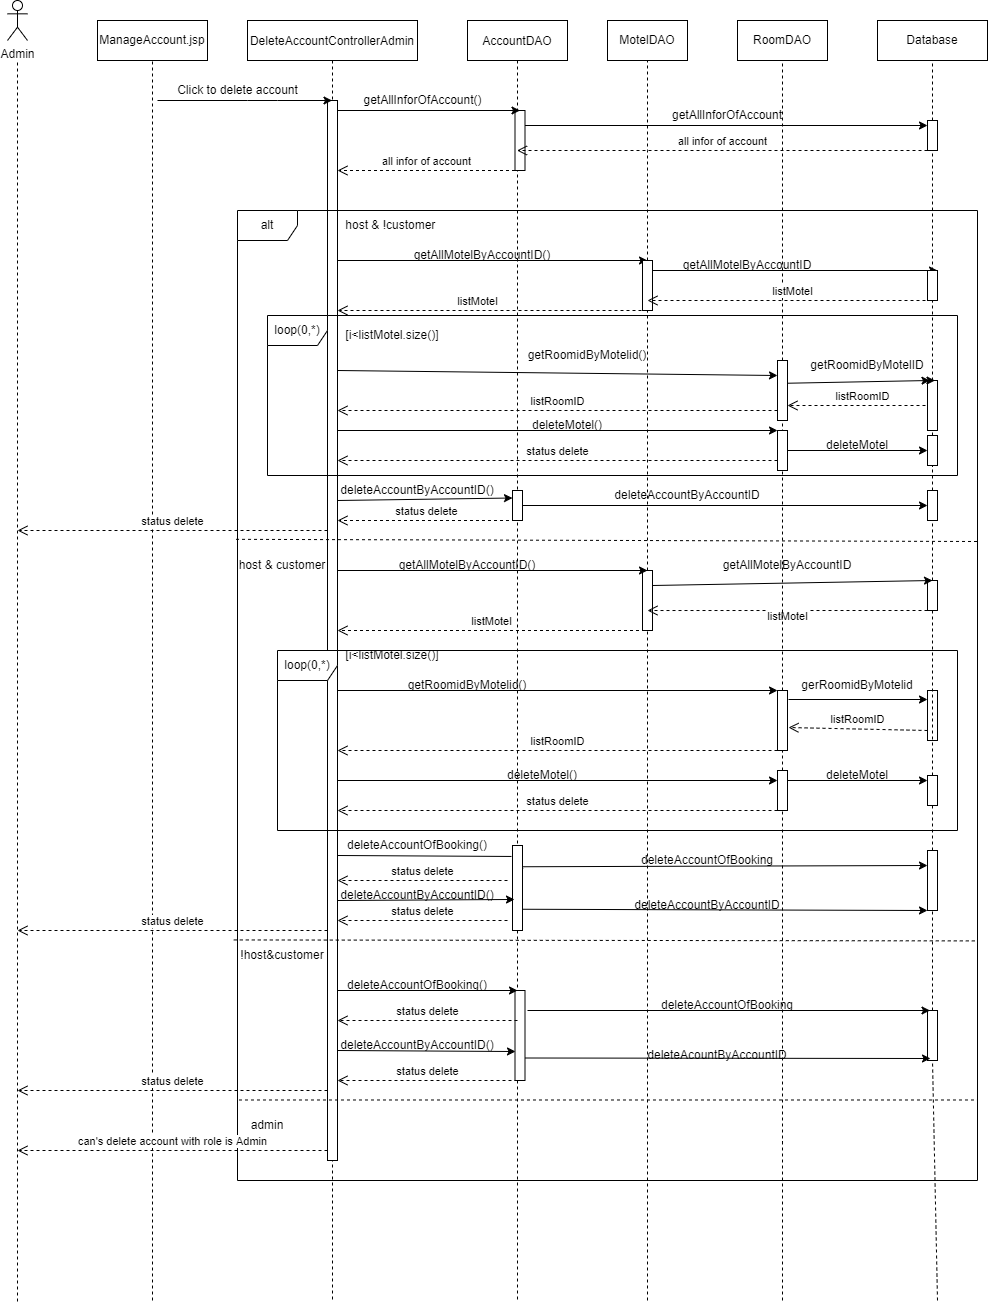 Admin
ManageAccount.jsp
DeleteAccountControllerAdmin
AccountDAO
MotelDAO
RoomDAO
Database
Click to delete account
getAllInforOfAccount()
getAllInforOfAccount
all infor of account
all infor of account
alt
host & !customer
getAllMotelByAccountID()
getAllMotelByAccountID
listMotel
listMotel
loop(0,*)
[i<listMotel.size()]
getRoomidByMotelid()
getRoomidByMotelID
listRoomID
listRoomID
deleteMotel()
deleteMotel
status delete
deleteAccountByAccountID()
deleteAccountByAccountID
status delete
status delete
host & customer
getAllMotelByAccountID()
getAllMotelByAccountID
listMotel
listMotel
loop(0,*)
[i<listMotel.size()]
getRoomidByMotelid()
gerRoomidByMotelid
listRoomID
listRoomID
deleteMotel()
deleteMotel
status delete
deleteAccountOfBooking()
deleteAccountOfBooking
status delete
deleteAccountByAccountID()
deleteAccountByAccountID
status delete
status delete
!host&customer
deleteAccountOfBooking()
deleteAccountOfBooking
status delete
deleteAccountByAccountID()
deleteAcountByAccountID
status delete
status delete
admin
can's delete account with role is Admin